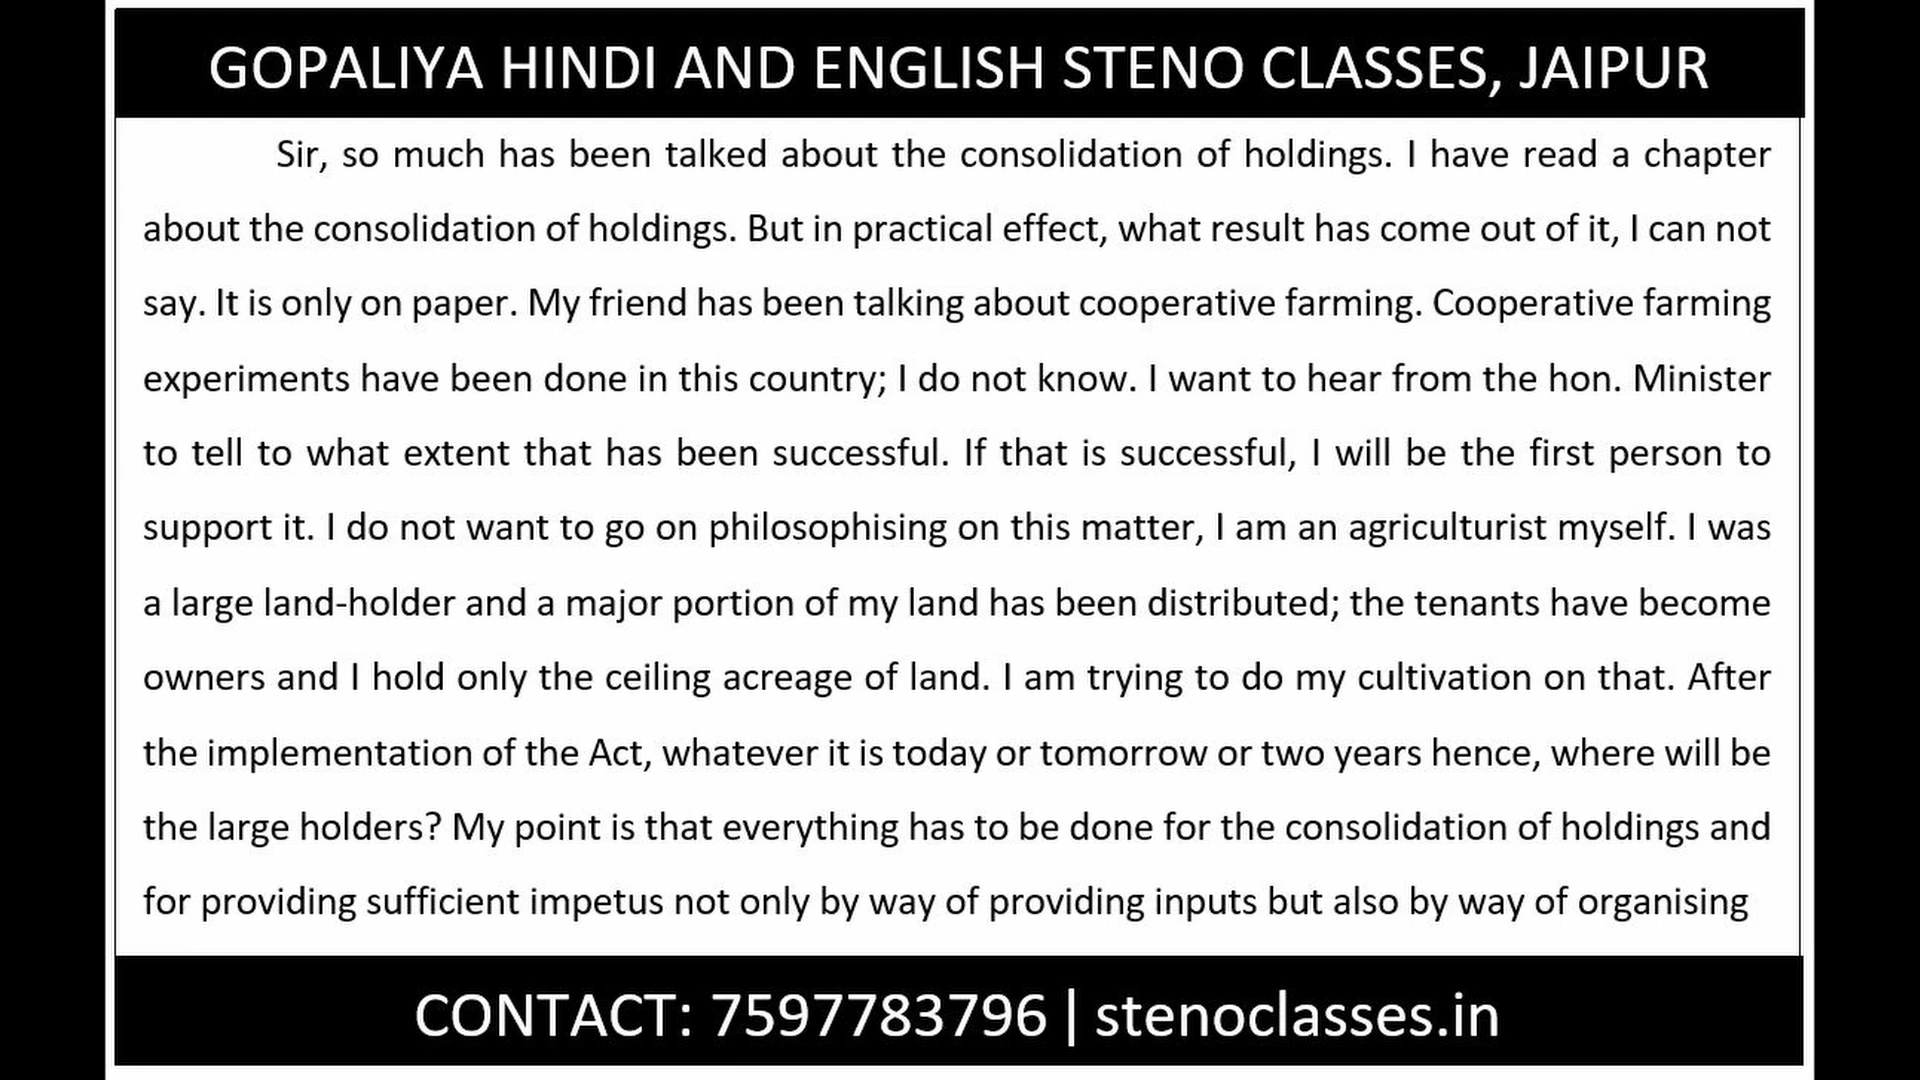 GOPALIYA HINDI AND ENGLISH STENO CLASSES, JAIPUR
Sir, so much has been talked about the consolidation of holdings. I have read a chapter
about the consolidation of holdings. But in practical effect, what result has come out of it, I can not
say. It is only on paper. My friend has been talking about cooperative farming. Cooperative farming
experiments have been done in this country; I do not know. I want to hear from the hon. Minister
to tell to what extent that has been successful. If that is successful, I will be the first person to
support it. I do not want to go on philosophising on this matter, I am an agriculturist myself. I was
a large land-holder and a major portion of my land has been distributed; the tenants have become
owners and I hold only the ceiling acreage of land. I am trying to do my cultivation on that. After
the implementation of the Act, whatever it is today or tomorrow or two years hence, where will be
the large holders? My point is that everything has to be done for the consolidation of holdings and
for providing sufficient impetus not only by way of providing inputs but also by way of organising
CONTACT: 7597783796 | stenoclasses.in